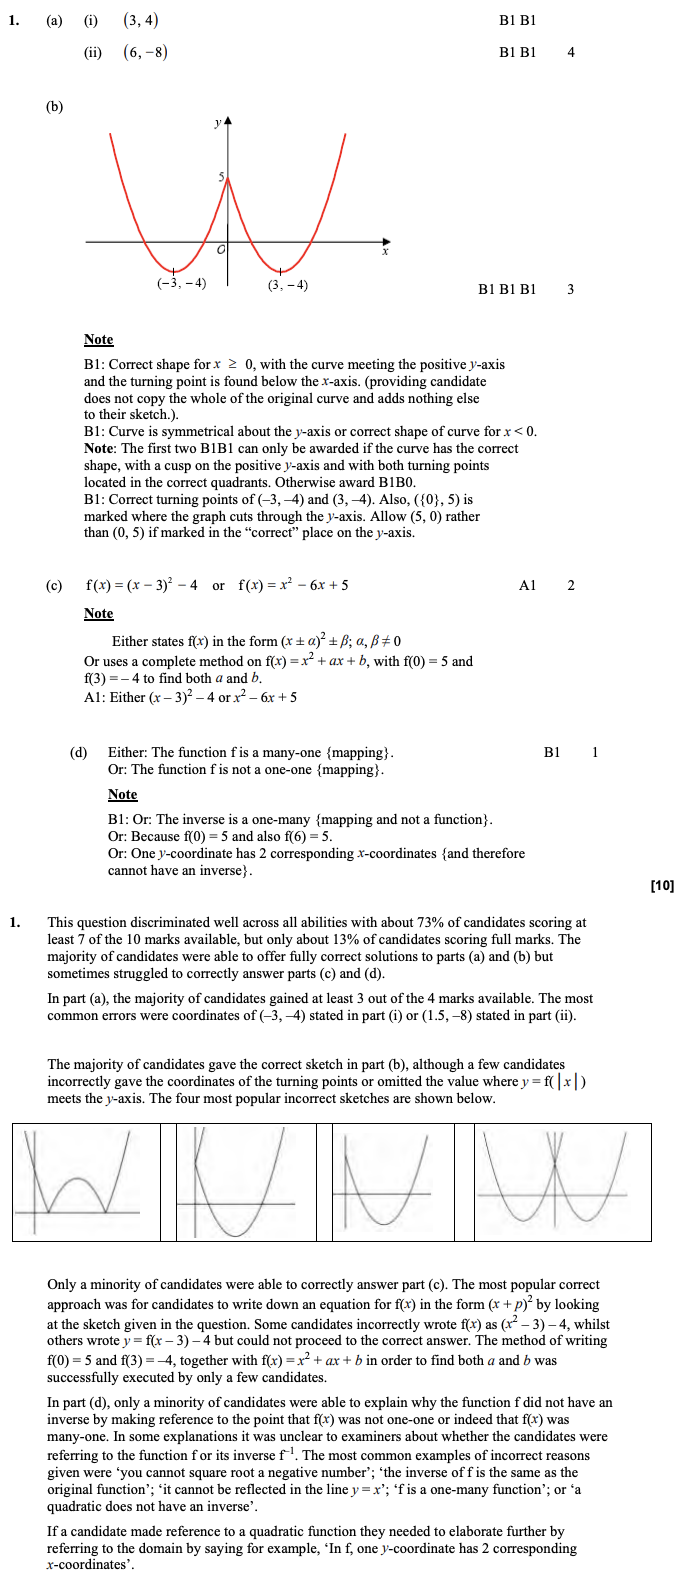 1. (a) (i) (3, 4) B1 B1
(ii) (6, −8) B1 B1 4
(b)
y
5
O
x
(−3, −4) (3, −4)
B1 B1 B1 3
Note
B1: Correct shape for x ≥ 0, with the curve meeting the positive y-axis
and the turning point is found below the x-axis. (providing candidate
does not copy the whole of the original curve and adds nothing else
to their sketch.).
B1: Curve is symmetrical about the y-axis or correct shape of curve for x < 0.
Note: The first two B1B1 can only be awarded if the curve has the correct
shape, with a cusp on the positive y-axis and with both turning points
located in the correct quadrants. Otherwise award B1B0.
B1: Correct turning points of (–3, –4) and (3, –4). Also, ({0}, 5) is
marked where the graph cuts through the y-axis. Allow (5, 0) rather
than (0, 5) if marked in the “correct” place on the y-axis.
(c) f(x) = (x − 3)² − 4 or f(x) = x² − 6x + 5 A1 2
Note
Either states f(x) in the form (x ± α)² ± β; α, β ≠ 0
Or uses a complete method on f(x) = x² + ax + b, with f(0) = 5 and
f(3) = – 4 to find both a and b.
A1: Either (x – 3)² – 4 or x² – 6x + 5
(d) Either: The function f is a many-one {mapping}. B1 1
Or: The function f is not a one-one {mapping}.
Note
B1: Or: The inverse is a one-many {mapping and not a function}.
Or: Because f(0) = 5 and also f(6) = 5.
Or: One y-coordinate has 2 corresponding x-coordinates {and therefore
cannot have an inverse}.
[10]
1. This question discriminated well across all abilities with about 73% of candidates scoring at
least 7 of the 10 marks available, but only about 13% of candidates scoring full marks. The
majority of candidates were able to offer fully correct solutions to parts (a) and (b) but
sometimes struggled to correctly answer parts (c) and (d).
In part (a), the majority of candidates gained at least 3 out of the 4 marks available. The most
common errors were coordinates of (–3, –4) stated in part (i) or (1.5, –8) stated in part (ii).
The majority of candidates gave the correct sketch in part (b), although a few candidates
incorrectly gave the coordinates of the turning points or omitted the value where y = f(|x|)
meets the y-axis. The four most popular incorrect sketches are shown below.
Only a minority of candidates were able to correctly answer part (c). The most popular correct
approach was for candidates to write down an equation for f(x) in the form (x + p)² by looking
at the sketch given in the question. Some candidates incorrectly wrote f(x) as (x² – 3) – 4, whilst
others wrote y = f(x – 3) – 4 but could not proceed to the correct answer. The method of writing
f(0) = 5 and f(3) = –4, together with f(x) = x² + ax + b in order to find both a and b was
successfully executed by only a few candidates.
In part (d), only a minority of candidates were able to explain why the function f did not have an
inverse by making reference to the point that f(x) was not one-one or indeed that f(x) was
many-one. In some explanations it was unclear to examiners about whether the candidates were
referring to the function f or its inverse f⁻¹. The most common examples of incorrect reasons
given were ‘you cannot square root a negative number’; ‘the inverse of f is the same as the
original function’; ‘it cannot be reflected in the line y = x’; ‘f is a one-many function’; or ‘a
quadratic does not have an inverse’.
If a candidate made reference to a quadratic function they needed to elaborate further by
referring to the domain by saying for example, ‘In f, one y-coordinate has 2 corresponding
x-coordinates’.